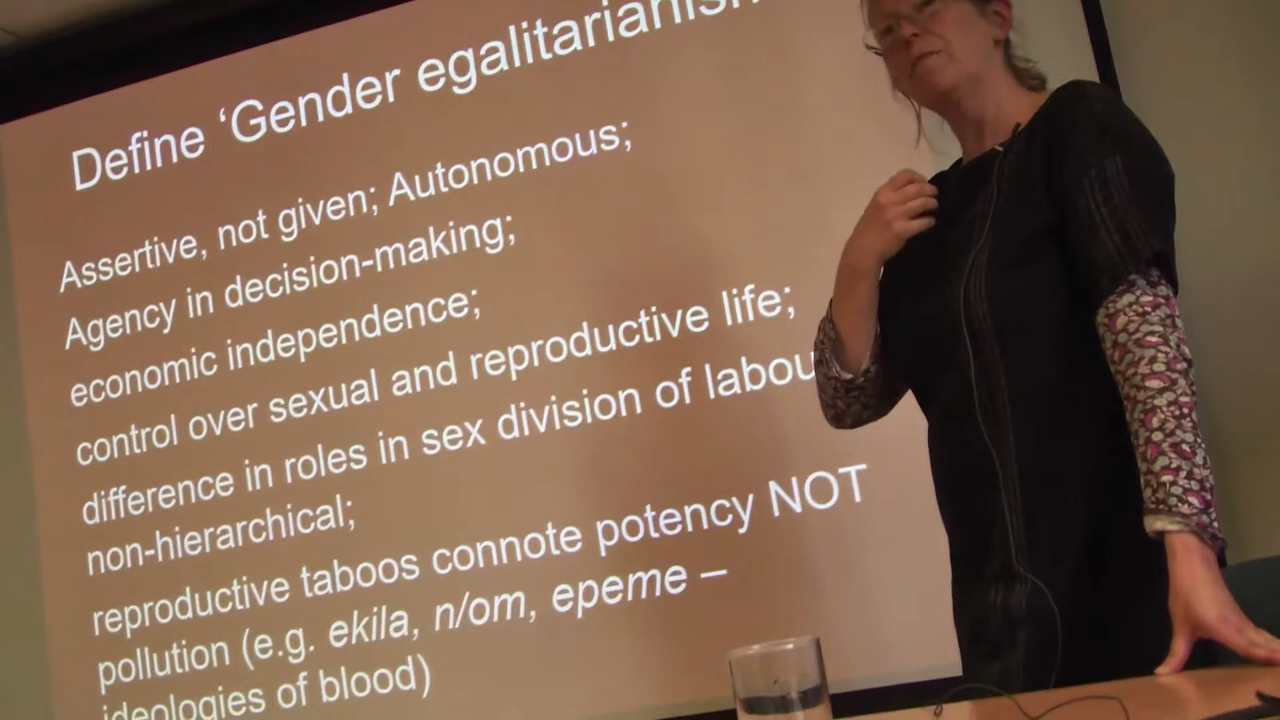 Define ‘Gender egalitarianism
Assertive, not given; Autonomous;
Agency in decision-making;
economic independence;
control over sexual and reproductive life;
difference in roles in sex division of labou
non-hierarchical;
reproductive taboos connote potency NOT
pollution (e.g. ekila, n/om, epeme –
ideologies of blood)